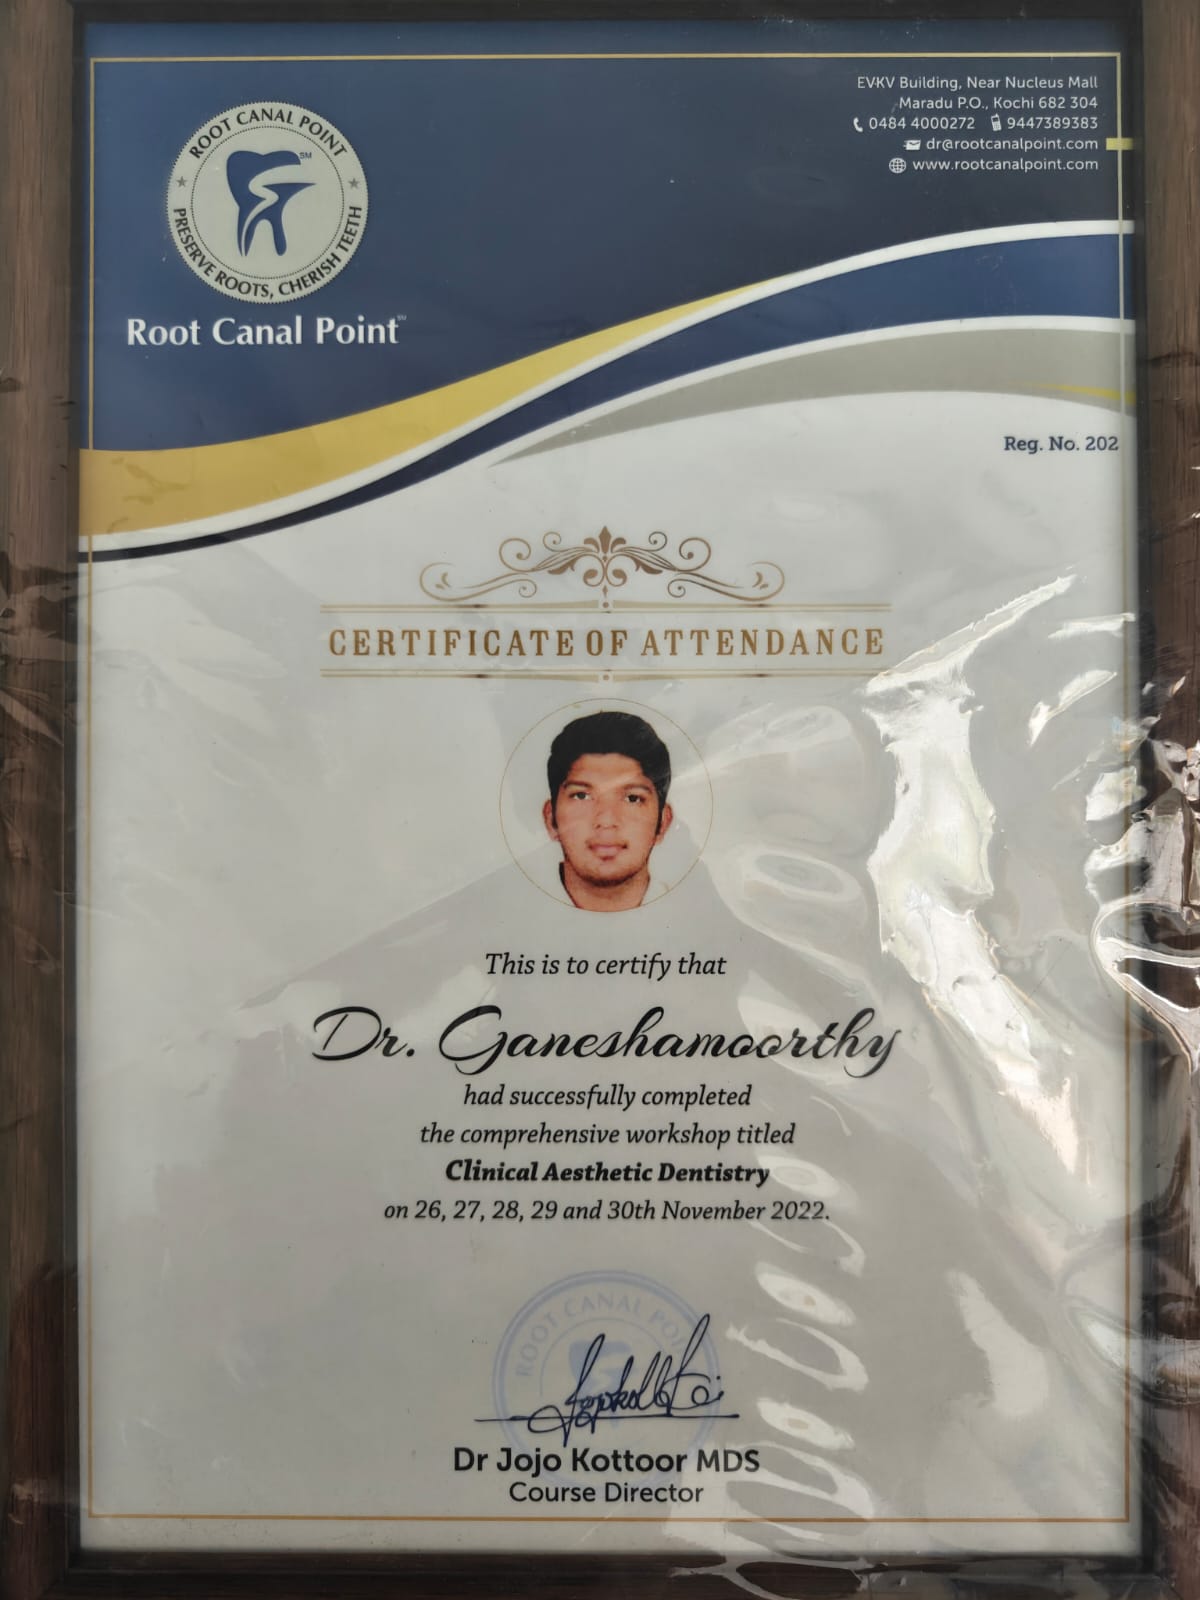 ROOT CANAL POINT
SM
PRESERVE ROOTS, CHERISH TEETH
Root Canal Point SM
EVKV Building, Near Nucleus Mall
Maradu P.O., Kochi 682 304
0484 4000272 9447389383
dr@rootcanalpoint.com
www.rootcanalpoint.com
Reg. No. 202
CERTIFICATE OF ATTENDANCE
This is to certify that
Dr. Ganeshamoorthy
had successfully completed
the comprehensive workshop titled
Clinical Aesthetic Dentistry
on 26, 27, 28, 29 and 30th November 2022.
ROOT CANAL POI
Dr Jojo Kottoor MDS
Course Director